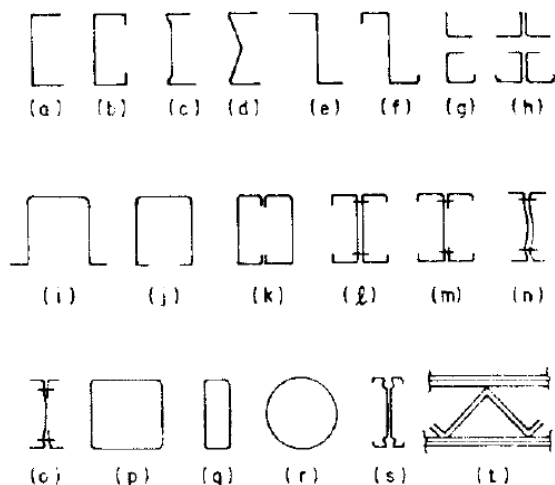 (a) (b) (c) (d) (e) (f) (g) (h)
(i) (j) (k) (ℓ) (m) (n)
(o) (p) (q) (r) (s) (t)